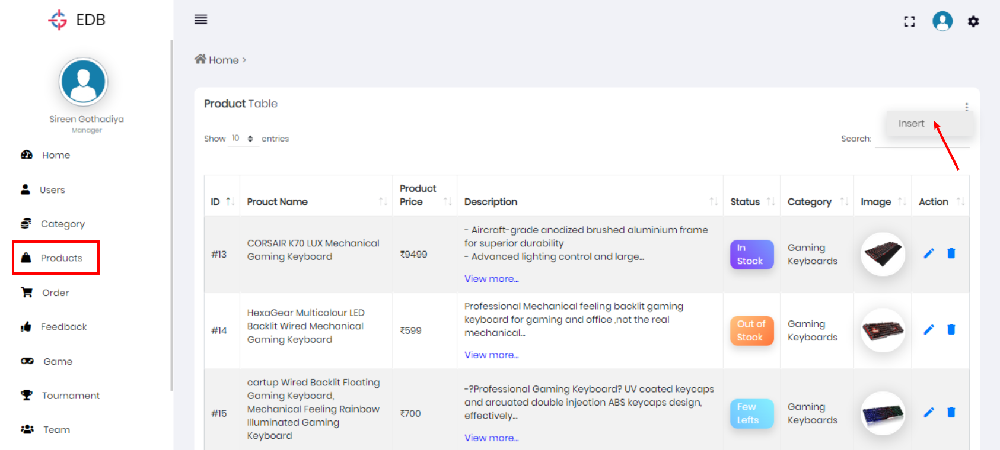 EDB
Sireen Gothadiya
Manager
Home
Users
Category
Products
Order
Feedback
Game
Tournament
Team
Home >
Product Table
Insert
Show 10 entries
Search:
ID
Prouct Name
Product
Price
Description
Status
Category
Image
Action
#13
CORSAIR K70 LUX Mechanical
Gaming Keyboard
₹9499
- Aircraft-grade anodized brushed aluminium frame
for superior durability
- Advanced lighting control and large...
View more...
In
Stock
Gaming
Keyboards
#14
HexaGear Multicolour LED
Backlit Wired Mechanical
Gaming Keyboard
₹599
Professional Mechanical feeling backlit gaming
keyboard for gaming and office ,not the real
mechanical...
View more...
Out of
Stock
Gaming
Keyboards
#15
cartup Wired Backlit Floating
Gaming Keyboard,
Mechanical Feeling Rainbow
Illuminated Gaming
Keyboard
₹700
-?Professional Gaming Keyboard? UV coated keycaps
and arcuated double injection ABS keycaps design,
effectively...
View more...
Few
Lefts
Gaming
Keyboards